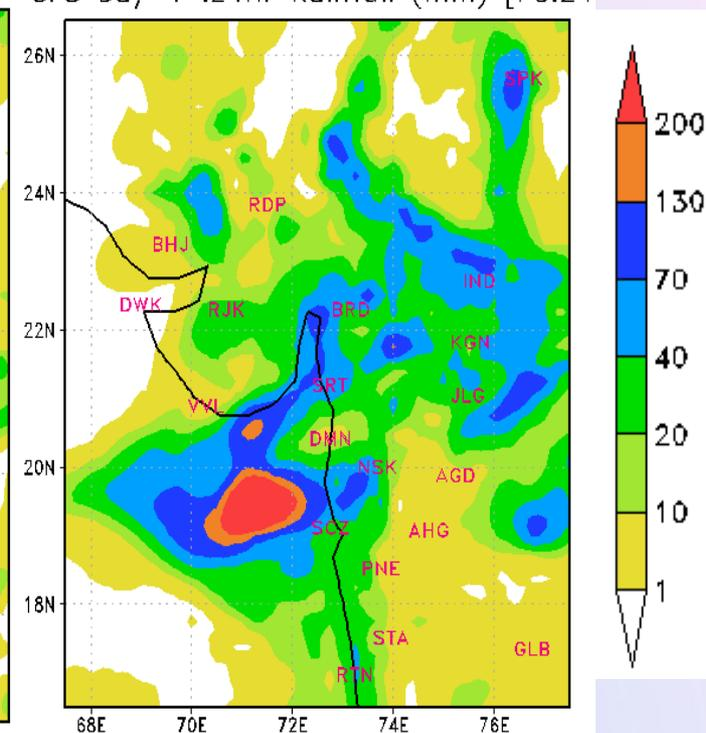 26N
SPK
200
130
24N
RDP
BHJ
70
IND
DWK
RJK
BRD
22N
KGN
40
SRT
JLG
VVL
20
DMN
20N
NSK
AGD
10
SCZ
AHG
PNE
1
18N
STA
GLB
RTN
68E 70E 72E 74E 76E